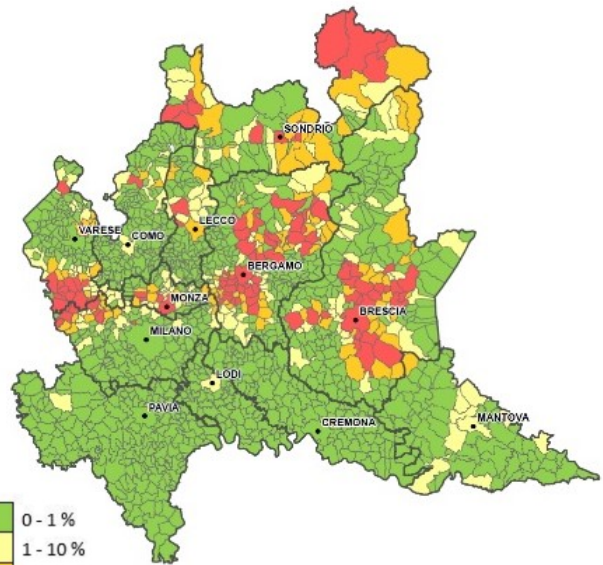 SONDRIO
LECCO
VARESE
COMO
BERGAMO
MONZA
BRESCIA
MILANO
LODI
PAVIA
MANTOVA
CREMONA
0 - 1 %
1 - 10 %